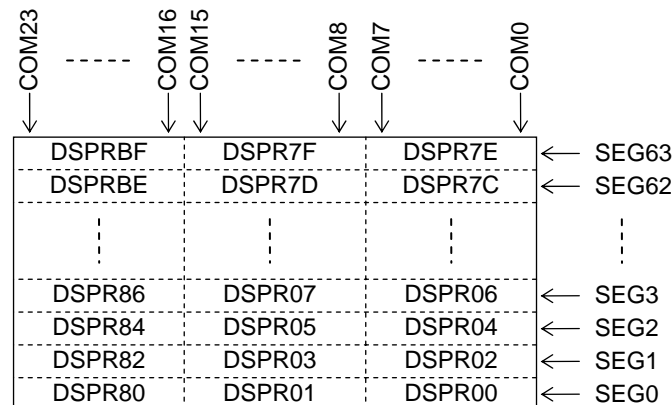 COM23 COM16 COM15 COM8 COM7 COM0
DSPRBF DSPR7F DSPR7E SEG63
DSPRBE DSPR7D DSPR7C SEG62
DSPR86 DSPR07 DSPR06 SEG3
DSPR84 DSPR05 DSPR04 SEG2
DSPR82 DSPR03 DSPR02 SEG1
DSPR80 DSPR01 DSPR00 SEG0